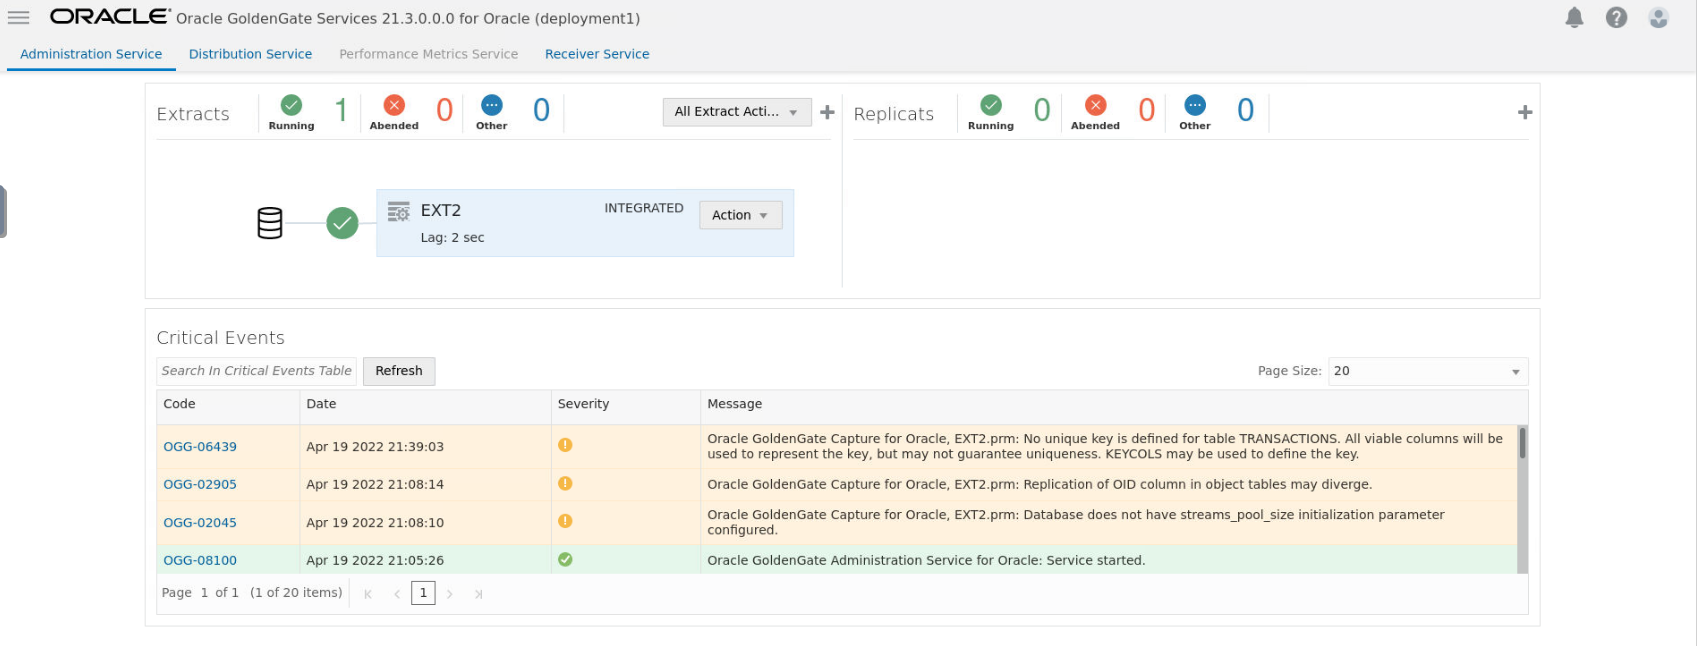 ORACLE Oracle GoldenGate Services 21.3.0.0.0 for Oracle (deployment1)
Administration Service Distribution Service Performance Metrics Service Receiver Service
Extracts Running 1 Abended 0 Other 0 All Extract Acti...
Replicats Running 0 Abended 0 Other 0
EXT2 INTEGRATED Action
Lag: 2 sec
Critical Events
Search In Critical Events Table Refresh Page Size: 20
Code Date Severity Message
OGG-06439 Apr 19 2022 21:39:03 Oracle GoldenGate Capture for Oracle, EXT2.prm: No unique key is defined for table TRANSACTIONS. All viable columns will be
used to represent the key, but may not guarantee uniqueness. KEYCOLS may be used to define the key.
OGG-02905 Apr 19 2022 21:08:14 Oracle GoldenGate Capture for Oracle, EXT2.prm: Replication of OID column in object tables may diverge.
OGG-02045 Apr 19 2022 21:08:10 Oracle GoldenGate Capture for Oracle, EXT2.prm: Database does not have streams_pool_size initialization parameter
configured.
OGG-08100 Apr 19 2022 21:05:26 Oracle GoldenGate Administration Service for Oracle: Service started.
Page 1 of 1 (1 of 20 items) 1